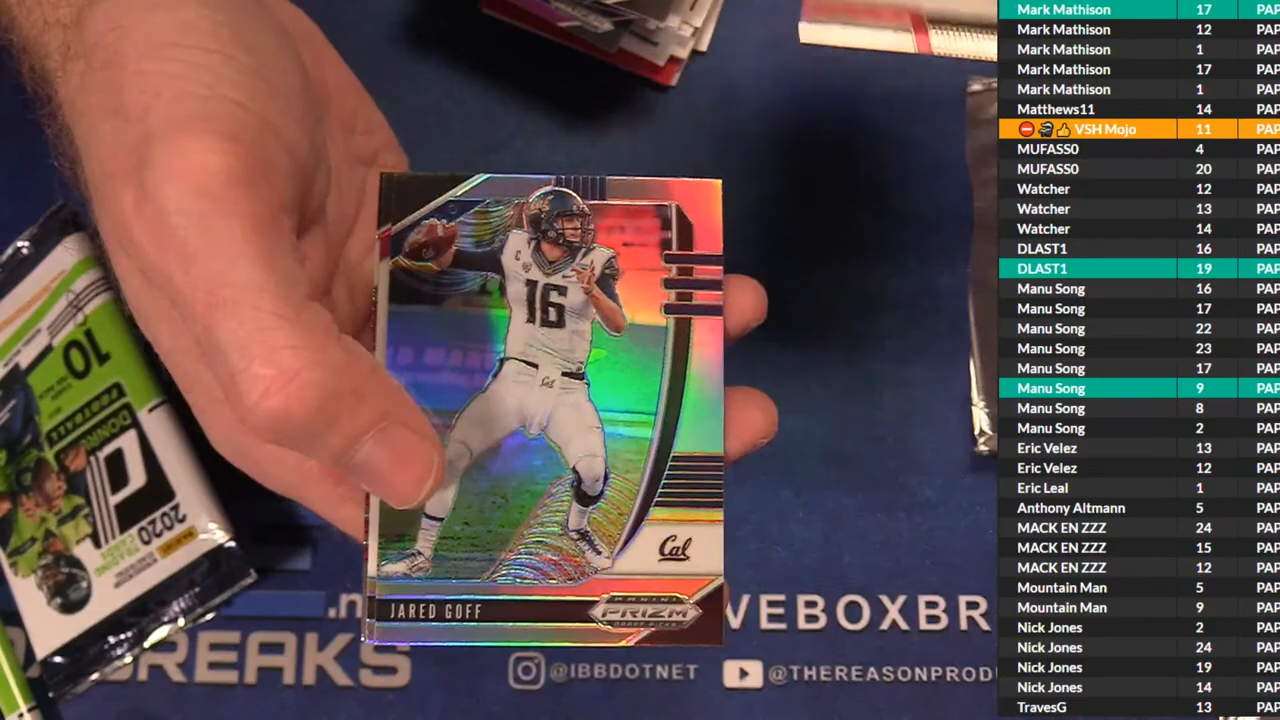 16
Cal
Cal
JARED GOFF
PANINI
PRIZM
DRAFT PICKS
10
FOOTBALL
DONRU
2020
TRADING
CARDS
.n
BREAKS
VEBOXBR
@IBBDOTNET
@THEREASONPROD
Mark Mathison 17 PAP
Mark Mathison 12 PAP
Mark Mathison 1 PAP
Mark Mathison 17 PAP
Mark Mathison 1 PAP
Matthews11 14 PAP
VSH Mojo 11 PAP
MUFASS0 4 PAP
MUFASS0 20 PAP
Watcher 12 PAP
Watcher 13 PAP
Watcher 14 PAP
DLAST1 16 PAP
DLAST1 19 PAP
Manu Song 16 PAP
Manu Song 17 PAP
Manu Song 22 PAP
Manu Song 23 PAP
Manu Song 17 PAP
Manu Song 9 PAP
Manu Song 8 PAP
Manu Song 2 PAP
Eric Velez 13 PAP
Eric Velez 12 PAP
Eric Leal 1 PAP
Anthony Altmann 5 PAP
MACK EN ZZZ 24 PAP
MACK EN ZZZ 15 PAP
MACK EN ZZZ 12 PAP
Mountain Man 5 PAP
Mountain Man 9 PAP
Nick Jones 2 PAP
Nick Jones 24 PAP
Nick Jones 19 PAP
Nick Jones 14 PAP
TravesG 13 PAP